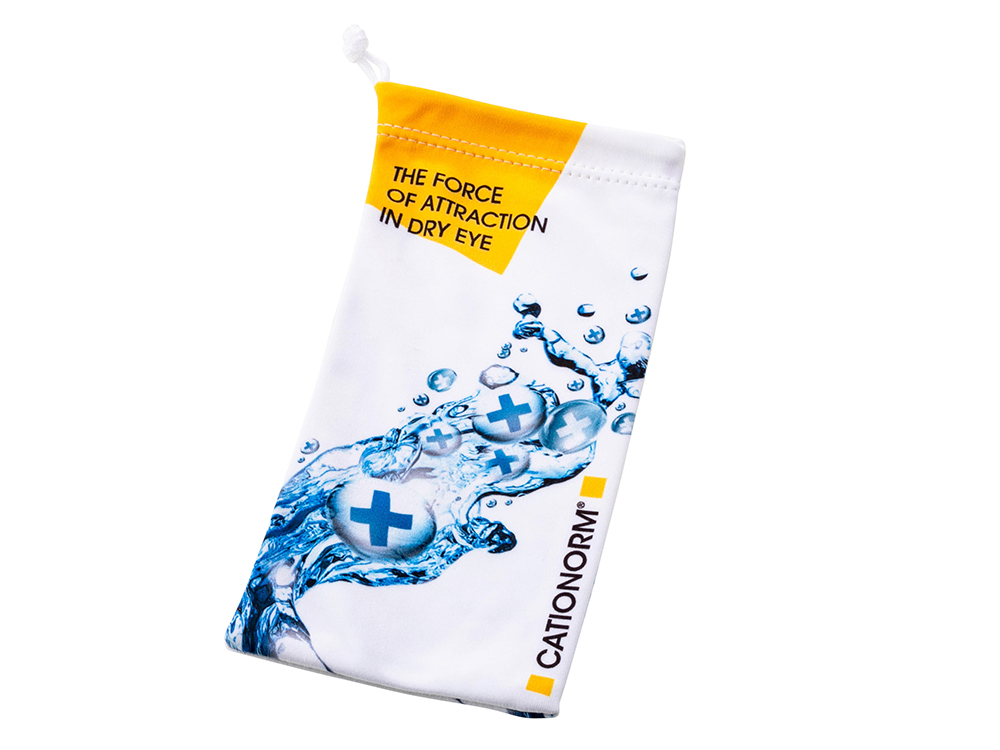 THE FORCE
OF ATTRACTION
IN DRY EYE
CATIONORM®